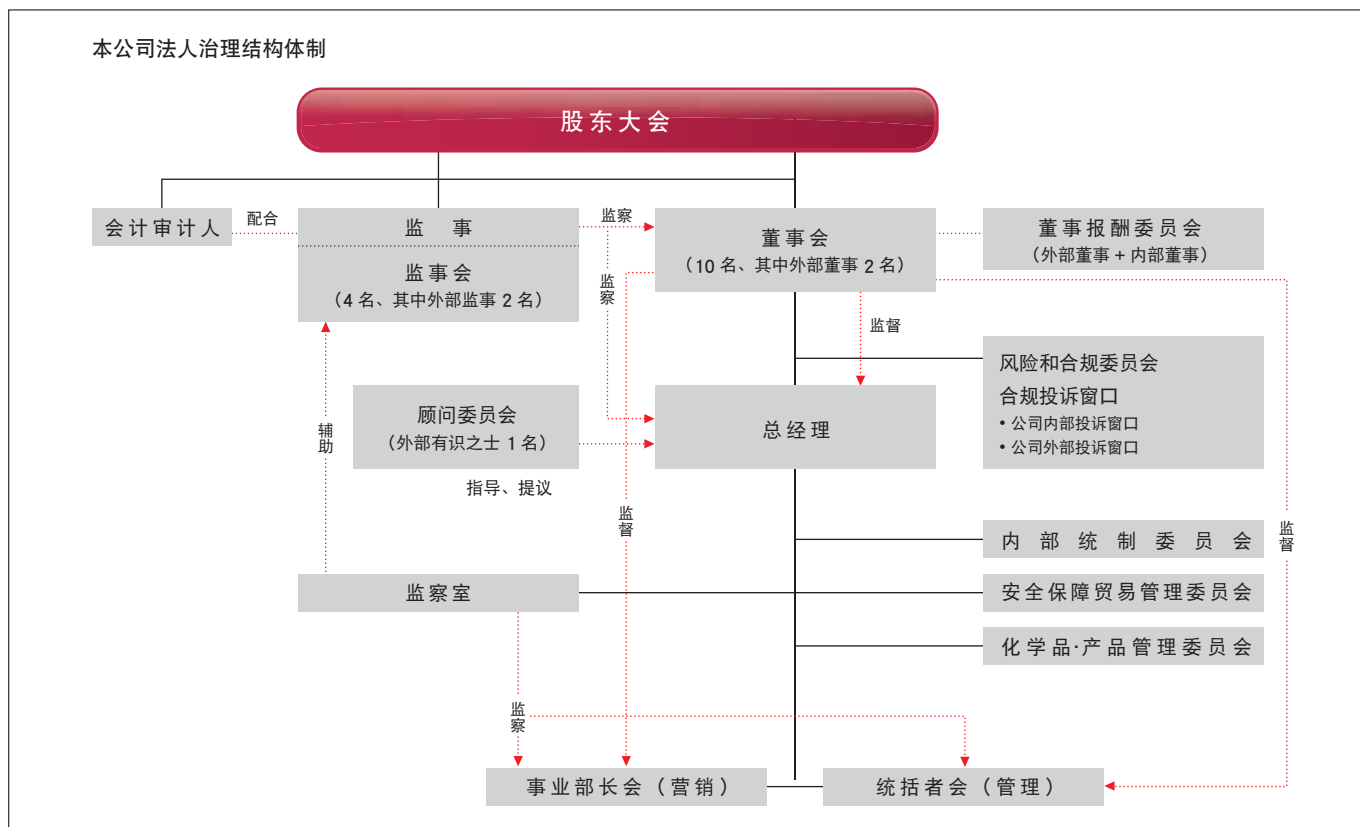 本公司法人治理结构体制
股东大会
会计审计人
配合
监事
监察
董事会
（10 名、其中外部董事 2 名）
董事报酬委员会
（外部董事 + 内部董事）
监事会
（4 名、其中外部监事 2 名）
监察
监督
风险和合规委员会
合规投诉窗口
• 公司内部投诉窗口
• 公司外部投诉窗口
顾问委员会
（外部有识之士 1 名）
总经理
辅助
指导、提议
监督
监督
内部统制委员会
监察室
安全保障贸易管理委员会
化学品·产品管理委员会
监察
事业部长会（营销）
统括者会（管理）